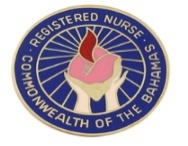 · REGISTERED NURSE ·
COMMONWEALTH OF THE BAHAMAS